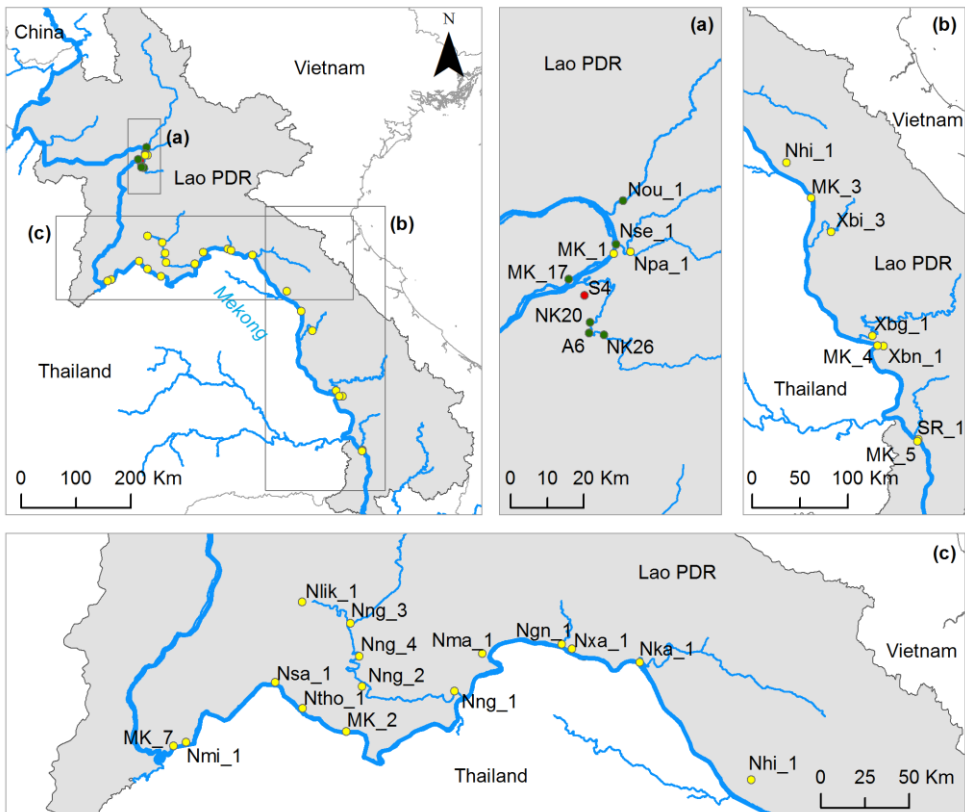 China
Vietnam
N
(a)
Lao PDR
(c)
(b)
Mekong
Thailand
0 100 200 Km
(a)
Lao PDR
Nou_1
Nse_1
MK_1
Npa_1
MK_17
S4
NK20
A6
NK26
0 20 40 Km
(b)
Vietnam
Nhi_1
MK_3
Xbi_3
Lao PDR
Xbg_1
MK_4
Xbn_1
Thailand
SR_1
MK_5
0 50 100 Km
(c)
Lao PDR
Nlik_1
Nng_3
Nma_1
Ngn_1
Nxa_1
Nka_1
Vietnam
Nng_4
Nsa_1
Nng_2
Ntho_1
Nng_1
MK_2
MK_7
Nmi_1
Thailand
Nhi_1
0 25 50 Km